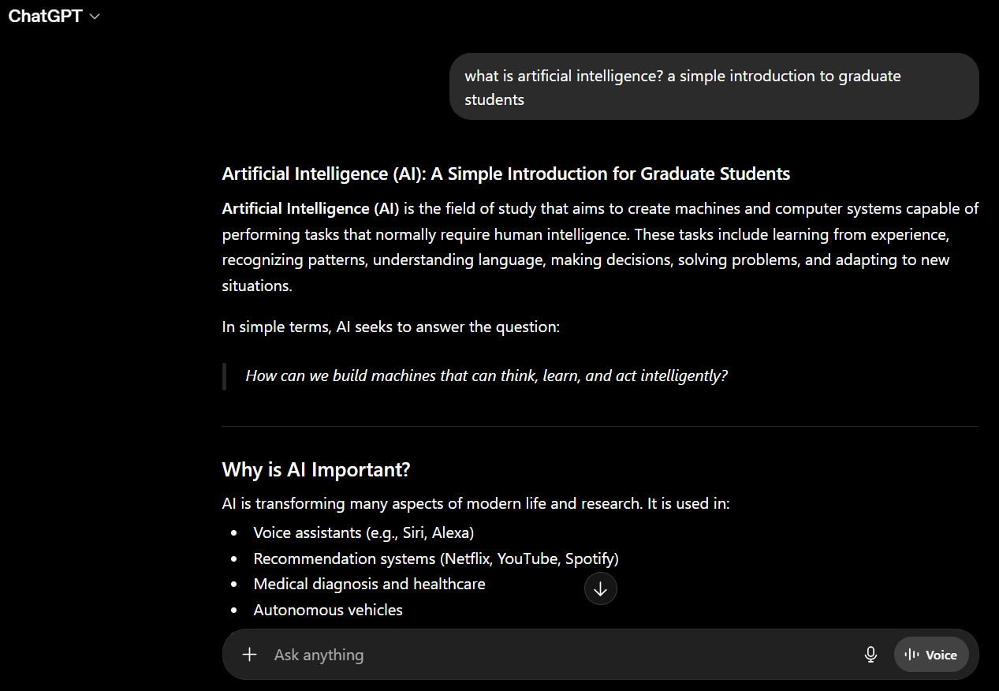 ChatGPT
what is artificial intelligence? a simple introduction to graduate
students
Artificial Intelligence (AI): A Simple Introduction for Graduate Students
Artificial Intelligence (AI) is the field of study that aims to create machines and computer systems capable of
performing tasks that normally require human intelligence. These tasks include learning from experience,
recognizing patterns, understanding language, making decisions, solving problems, and adapting to new
situations.
In simple terms, AI seeks to answer the question:
How can we build machines that can think, learn, and act intelligently?
Why is AI Important?
AI is transforming many aspects of modern life and research. It is used in:
• Voice assistants (e.g., Siri, Alexa)
• Recommendation systems (Netflix, YouTube, Spotify)
• Medical diagnosis and healthcare
• Autonomous vehicles
Ask anything
Voice